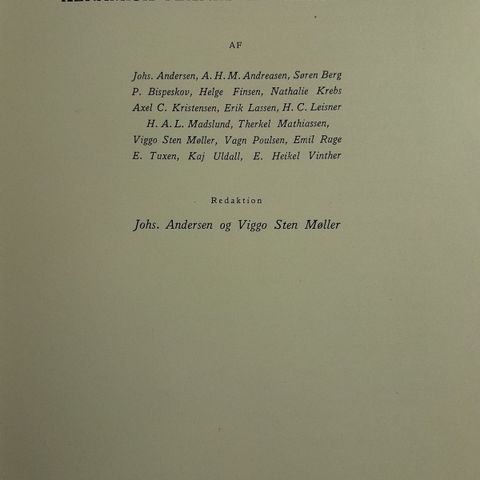 AF
Johs. Andersen, A. H. M. Andreasen, Søren Berg
P. Bispeskov, Helge Finsen, Nathalie Krebs
Axel C. Kristensen, Erik Lassen, H. C. Leisner
H. A. L. Madslund, Therkel Mathiassen,
Viggo Sten Møller, Vagn Poulsen, Emil Ruge
E. Tuxen, Kaj Uldall, E. Heikel Vinther
Redaktion
Johs. Andersen og Viggo Sten Møller